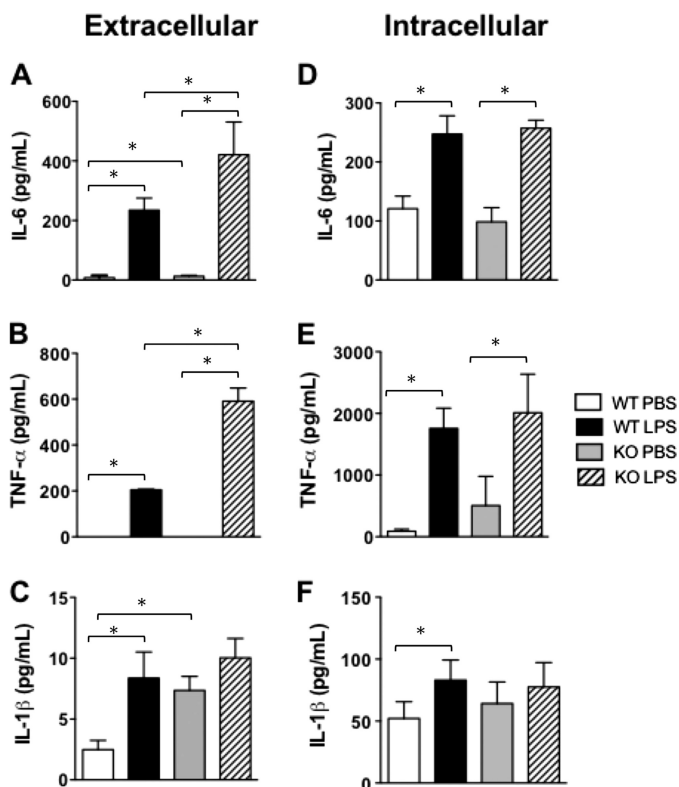 Extracellular Intracellular
A
IL-6 (pg/mL)
600
400
200
0
* * * *
D
IL-6 (pg/mL)
300
200
100
0
* *
B
TNF-α (pg/mL)
800
600
400
200
0
* * *
E
TNF-α (pg/mL)
3000
2000
1000
0
* *
WT PBS
WT LPS
KO PBS
KO LPS
C
IL-1β (pg/mL)
15
10
5
0
* *
F
IL-1β (pg/mL)
150
100
50
0
*